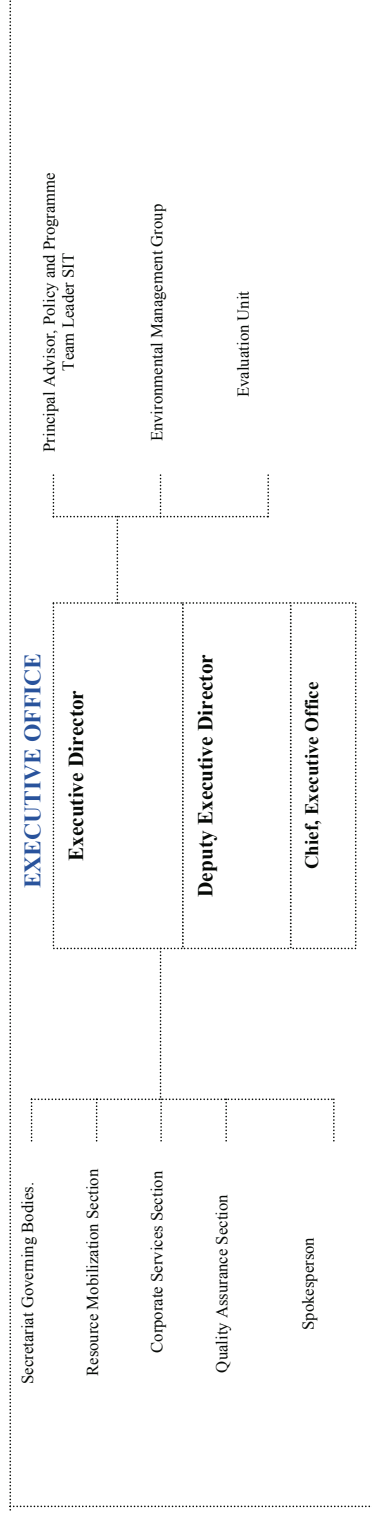 EXECUTIVE OFFICE
Secretariat Governing Bodies.
Resource Mobilization Section
Corporate Services Section
Quality Assurance Section
Spokesperson
Executive Director
Deputy Executive Director
Chief, Executive Office
Principal Advisor, Policy and Programme
Team Leader SIT
Environmental Management Group
Evaluation Unit